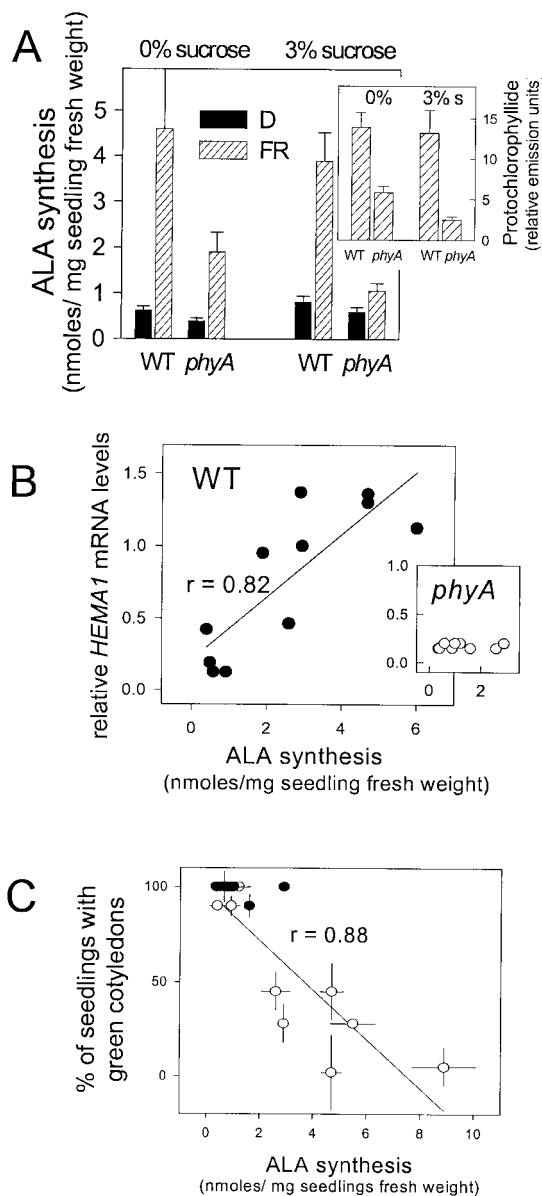 A
0% sucrose 3% sucrose
ALA synthesis
(nmoles/ mg seedling fresh weight)
5
4
3
2
1
0
D
FR
0% 3% s
15
10
5
0
Protochlorophyllide
(relative emission units)
WT phyA WT phyA
WT phyA WT phyA
B
WT
relative HEMA1 mRNA levels
1.5
1.0
0.5
0.0
r = 0.82
phyA
1.0
0.5
0.0
0 2
0 2 4 6
ALA synthesis
(nmoles/mg seedling fresh weight)
C
% of seedlings with
green cotyledons
100
50
0
r = 0.88
0 2 4 6 8 10
ALA synthesis
(nmoles/ mg seedlings fresh weight)